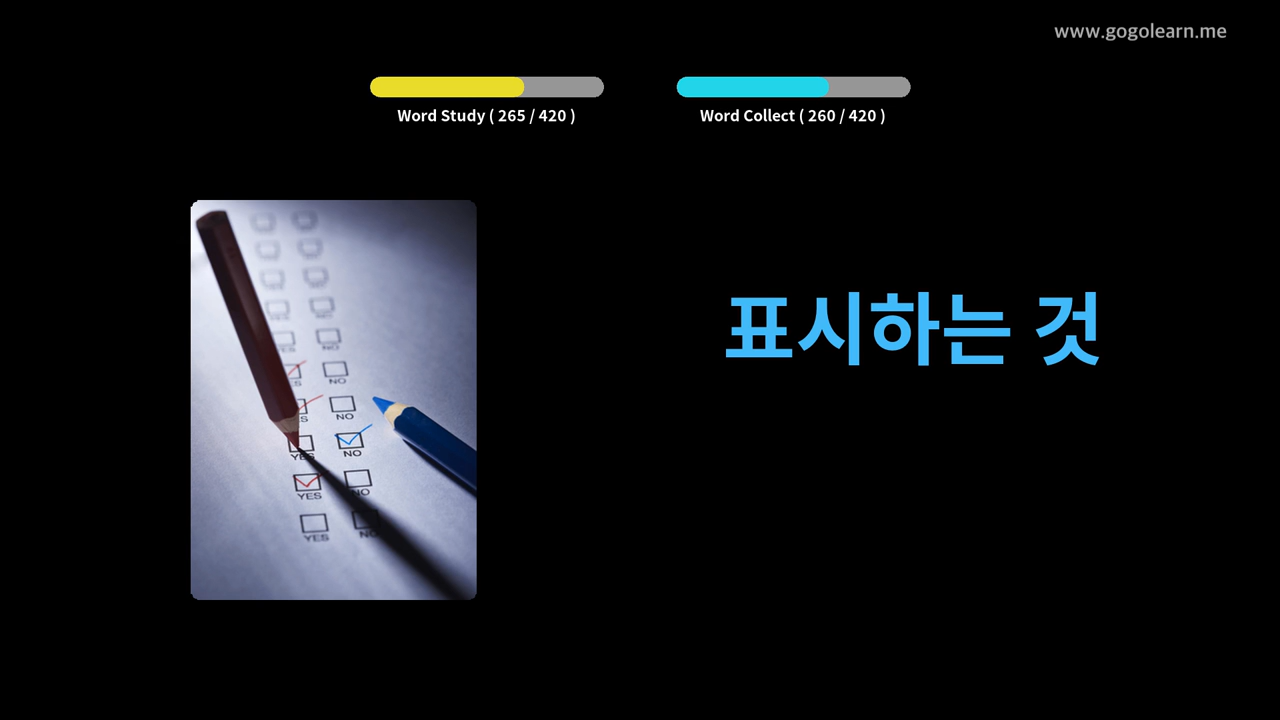 www.gogolearn.me
Word Study ( 265 / 420 )
Word Collect ( 260 / 420 )
표시하는 것
NO
NO
NO
YES
NO
YES
YES
NO